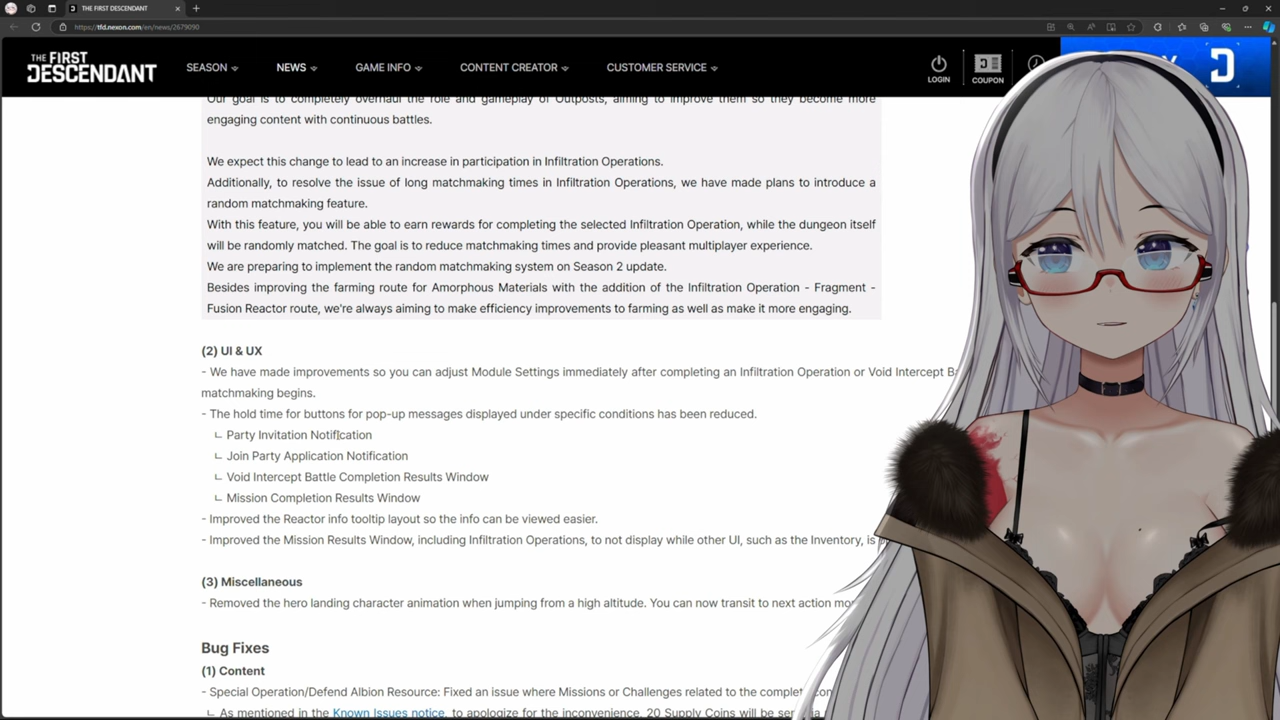 THE FIRST DESCENDANT
https://tfd.nexon.com/en/news/2679090
THE FIRST
DESCENDANT
SEASON
NEWS
GAME INFO
CONTENT CREATOR
CUSTOMER SERVICE
LOGIN
COUPON
Our goal is to completely overhaul the role and gameplay of Outposts, aiming to improve them so they become more
engaging content with continuous battles.
We expect this change to lead to an increase in participation in Infiltration Operations.
Additionally, to resolve the issue of long matchmaking times in Infiltration Operations, we have made plans to introduce a
random matchmaking feature.
With this feature, you will be able to earn rewards for completing the selected Infiltration Operation, while the dungeon itself
will be randomly matched. The goal is to reduce matchmaking times and provide pleasant multiplayer experience.
We are preparing to implement the random matchmaking system on Season 2 update.
Besides improving the farming route for Amorphous Materials with the addition of the Infiltration Operation - Fragment -
Fusion Reactor route, we're always aiming to make efficiency improvements to farming as well as make it more engaging.
(2) UI & UX
- We have made improvements so you can adjust Module Settings immediately after completing an Infiltration Operation or Void Intercept
matchmaking begins.
- The hold time for buttons for pop-up messages displayed under specific conditions has been reduced.
ㄴ Party Invitation Notification
ㄴ Join Party Application Notification
ㄴ Void Intercept Battle Completion Results Window
ㄴ Mission Completion Results Window
- Improved the Reactor info tooltip layout so the info can be viewed easier.
- Improved the Mission Results Window, including Infiltration Operations, to not display while other UI, such as the Inventory, is
(3) Miscellaneous
- Removed the hero landing character animation when jumping from a high altitude. You can now transit to next action
Bug Fixes
(1) Content
- Special Operation/Defend Albion Resource: Fixed an issue where Missions or Challenges related to the
ㄴ As mentioned in the Known Issues notice, to apologize for the inconvenience, 20 Supply Coins will be